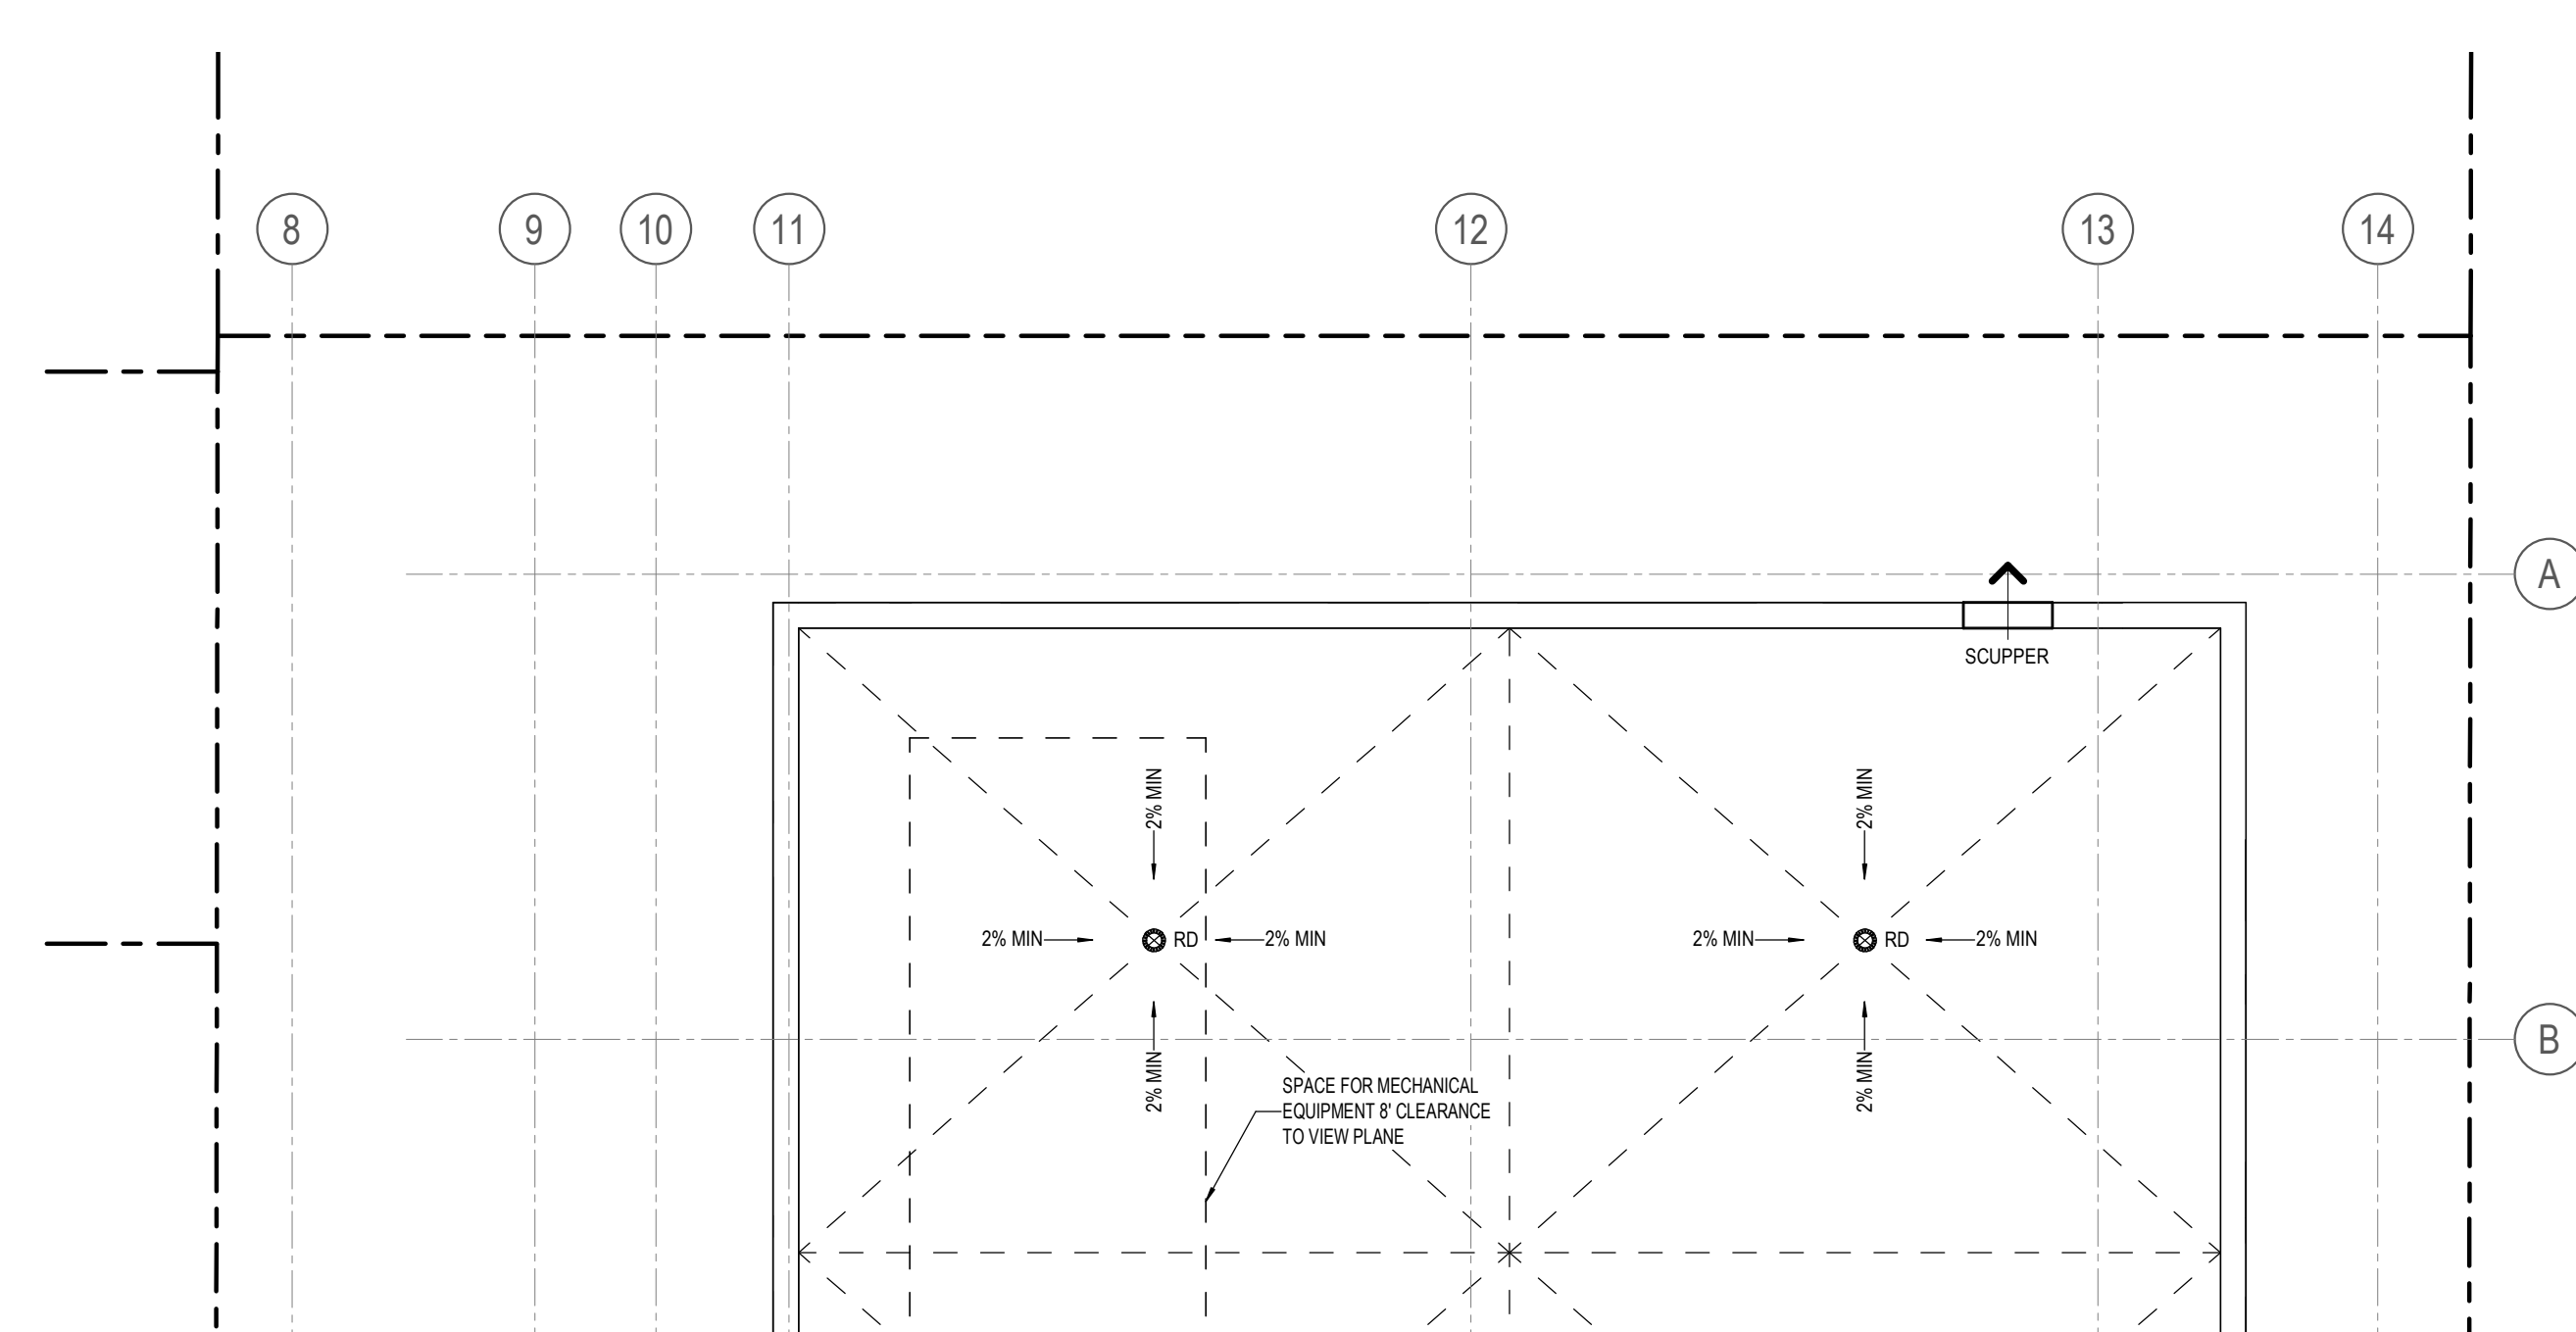 8
9
10
11
12
13
14
A
SCUPPER
2% MIN
2% MIN
2% MIN
RD
2% MIN
2% MIN
RD
2% MIN
B
2% MIN
2% MIN
SPACE FOR MECHANICAL
EQUIPMENT 8' CLEARANCE
TO VIEW PLANE